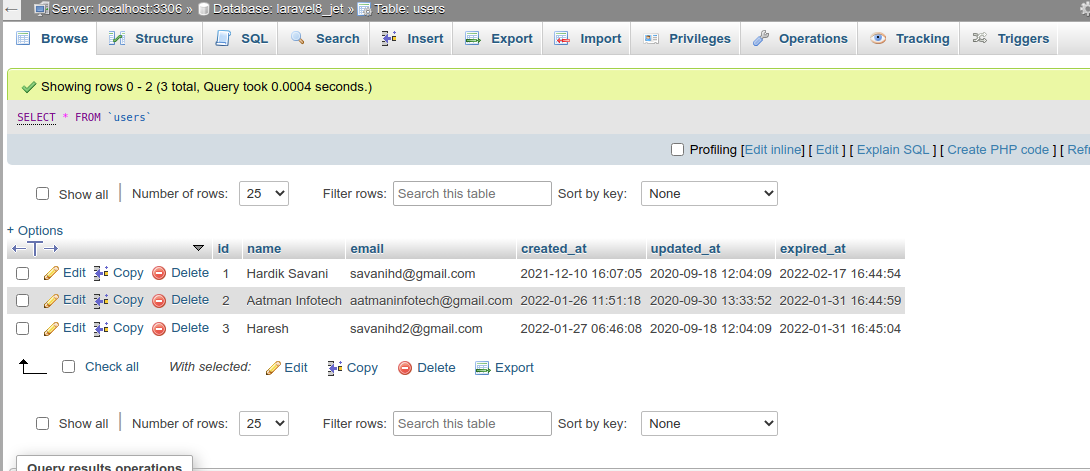 ← Server: localhost:3306 » Database: laravel8_jet » Table: users
Browse Structure SQL Search Insert Export Import Privileges Operations Tracking Triggers
Showing rows 0 - 2 (3 total, Query took 0.0004 seconds.)
SELECT * FROM `users`
Profiling [Edit inline] [ Edit ] [ Explain SQL ] [ Create PHP code ] [ Refr
Show all Number of rows: 25 Filter rows: Search this table Sort by key: None
+ Options
←T→ id name email created_at updated_at expired_at
Edit Copy Delete 1 Hardik Savani savanihd@gmail.com 2021-12-10 16:07:05 2020-09-18 12:04:09 2022-02-17 16:44:54
Edit Copy Delete 2 Aatman Infotech aatmaninfotech@gmail.com 2022-01-26 11:51:18 2020-09-30 13:33:52 2022-01-31 16:44:59
Edit Copy Delete 3 Haresh savanihd2@gmail.com 2022-01-27 06:46:08 2020-09-18 12:04:09 2022-01-31 16:45:04
Check all With selected: Edit Copy Delete Export
Show all Number of rows: 25 Filter rows: Search this table Sort by key: None
Query results operations